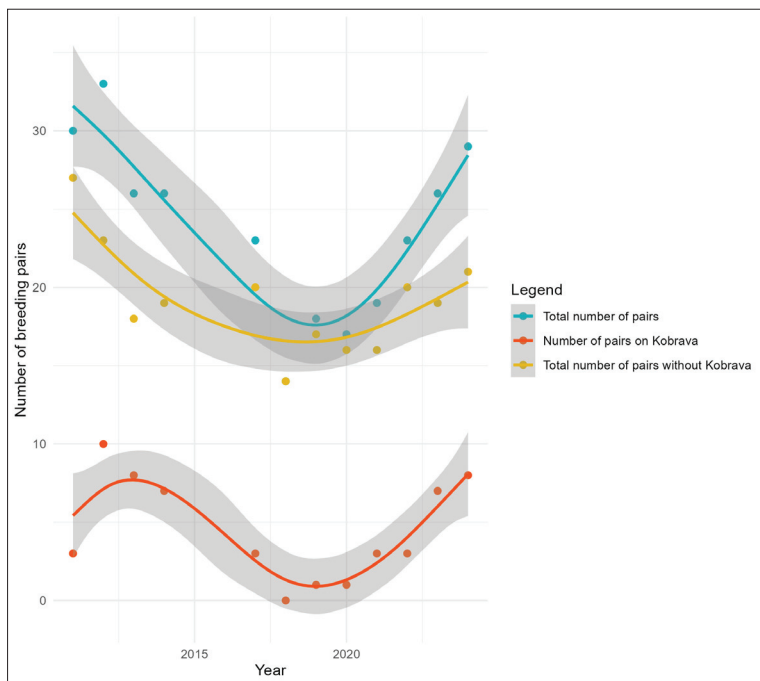 Number of breeding pairs
30
20
10
0
2015
2020
Year
Legend
Total number of pairs
Number of pairs on Kobrava
Total number of pairs without Kobrava